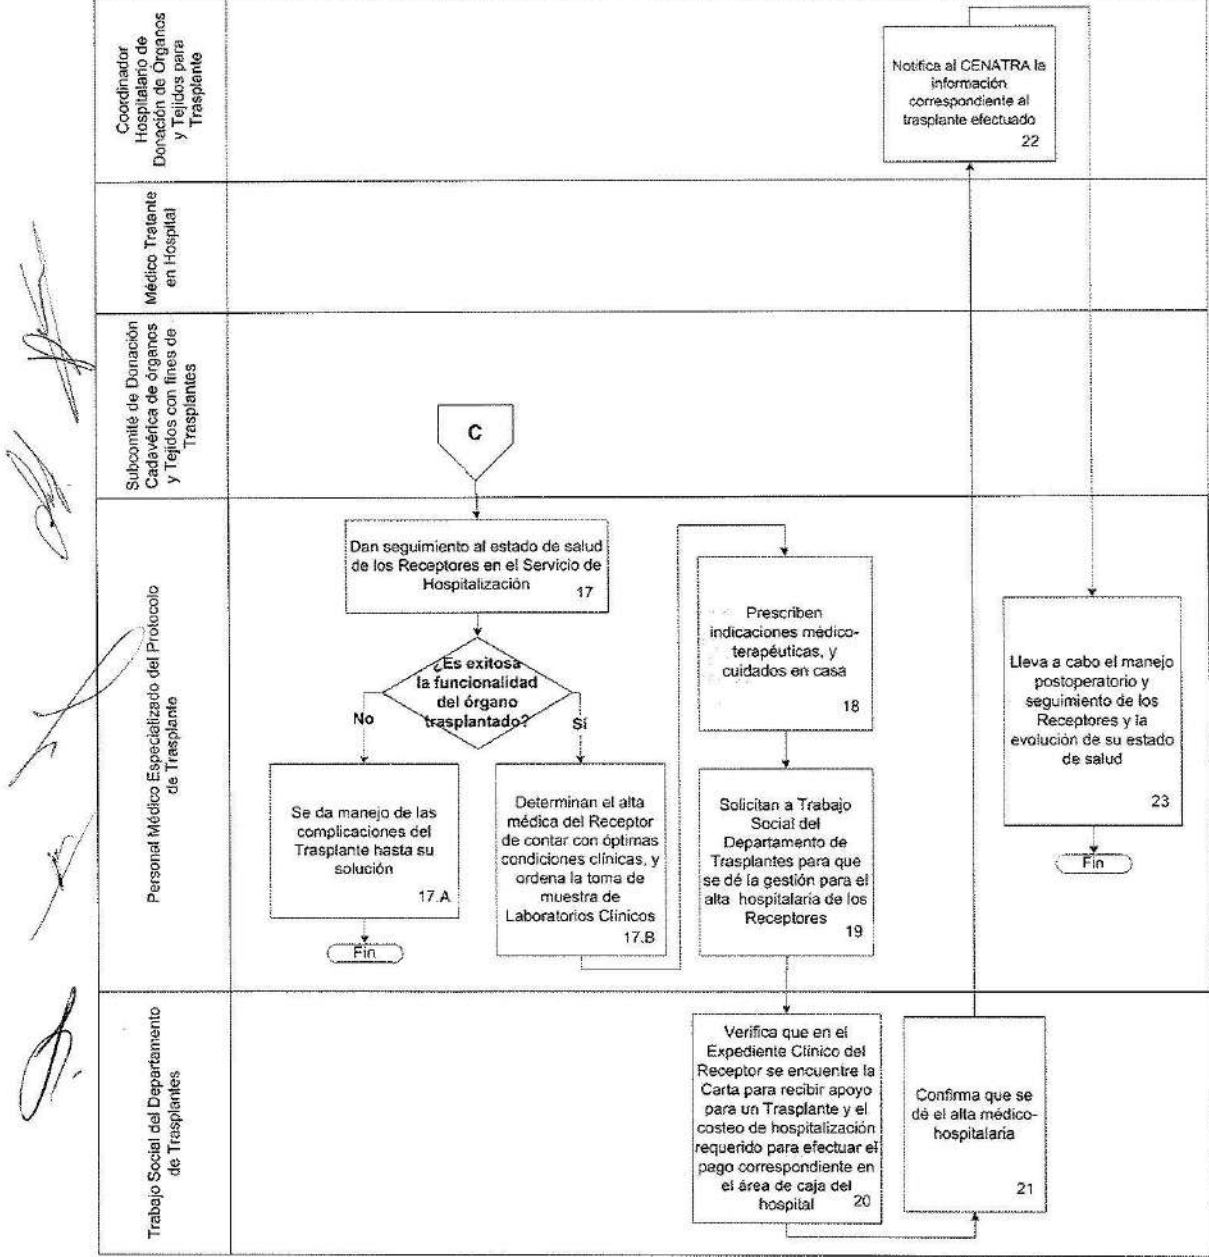 Coordinador
Hospitalario de
Donación de Órganos
y Tejidos para
Trasplante
Notifica al CENATRA la
información
correspondiente al
trasplante efectuado
22
Médico Tratante
en Hospital
Subcomité de Donación
Cadavérica de órganos
y Tejidos con fines de
Trasplantes
C
Personal Médico Especializado del Protocolo
de Trasplante
Dan seguimiento al estado de salud
de los Receptores en el Servicio de
Hospitalización
17
¿Es exitosa
la funcionalidad
del órgano
trasplantado?
No
Sí
Se da manejo de las
complicaciones del
Trasplante hasta su
solución
17.A
Fin
Determinan el alta
médica del Receptor
de contar con óptimas
condiciones clínicas, y
ordena la toma de
muestra de
Laboratorios Clínicos
17.B
Prescriben
indicaciones médico-
terapéuticas, y
cuidados en casa
18
Solicitan a Trabajo
Social del
Departamento de
Trasplantes para que
se dé la gestión para el
alta hospitalaria de los
Receptores
19
Lleva a cabo el manejo
postoperatorio y
seguimiento de los
Receptores y la
evolución de su estado
de salud
23
Fin
Trabajo Social del Departamento
de Trasplantes
Verifica que en el
Expediente Clínico del
Receptor se encuentre la
Carta para recibir apoyo
para un Trasplante y el
costeo de hospitalización
requerido para efectuar el
pago correspondiente en
el área de caja del
hospital
20
Confirma que se
dé el alta médico-
hospitalaria
21